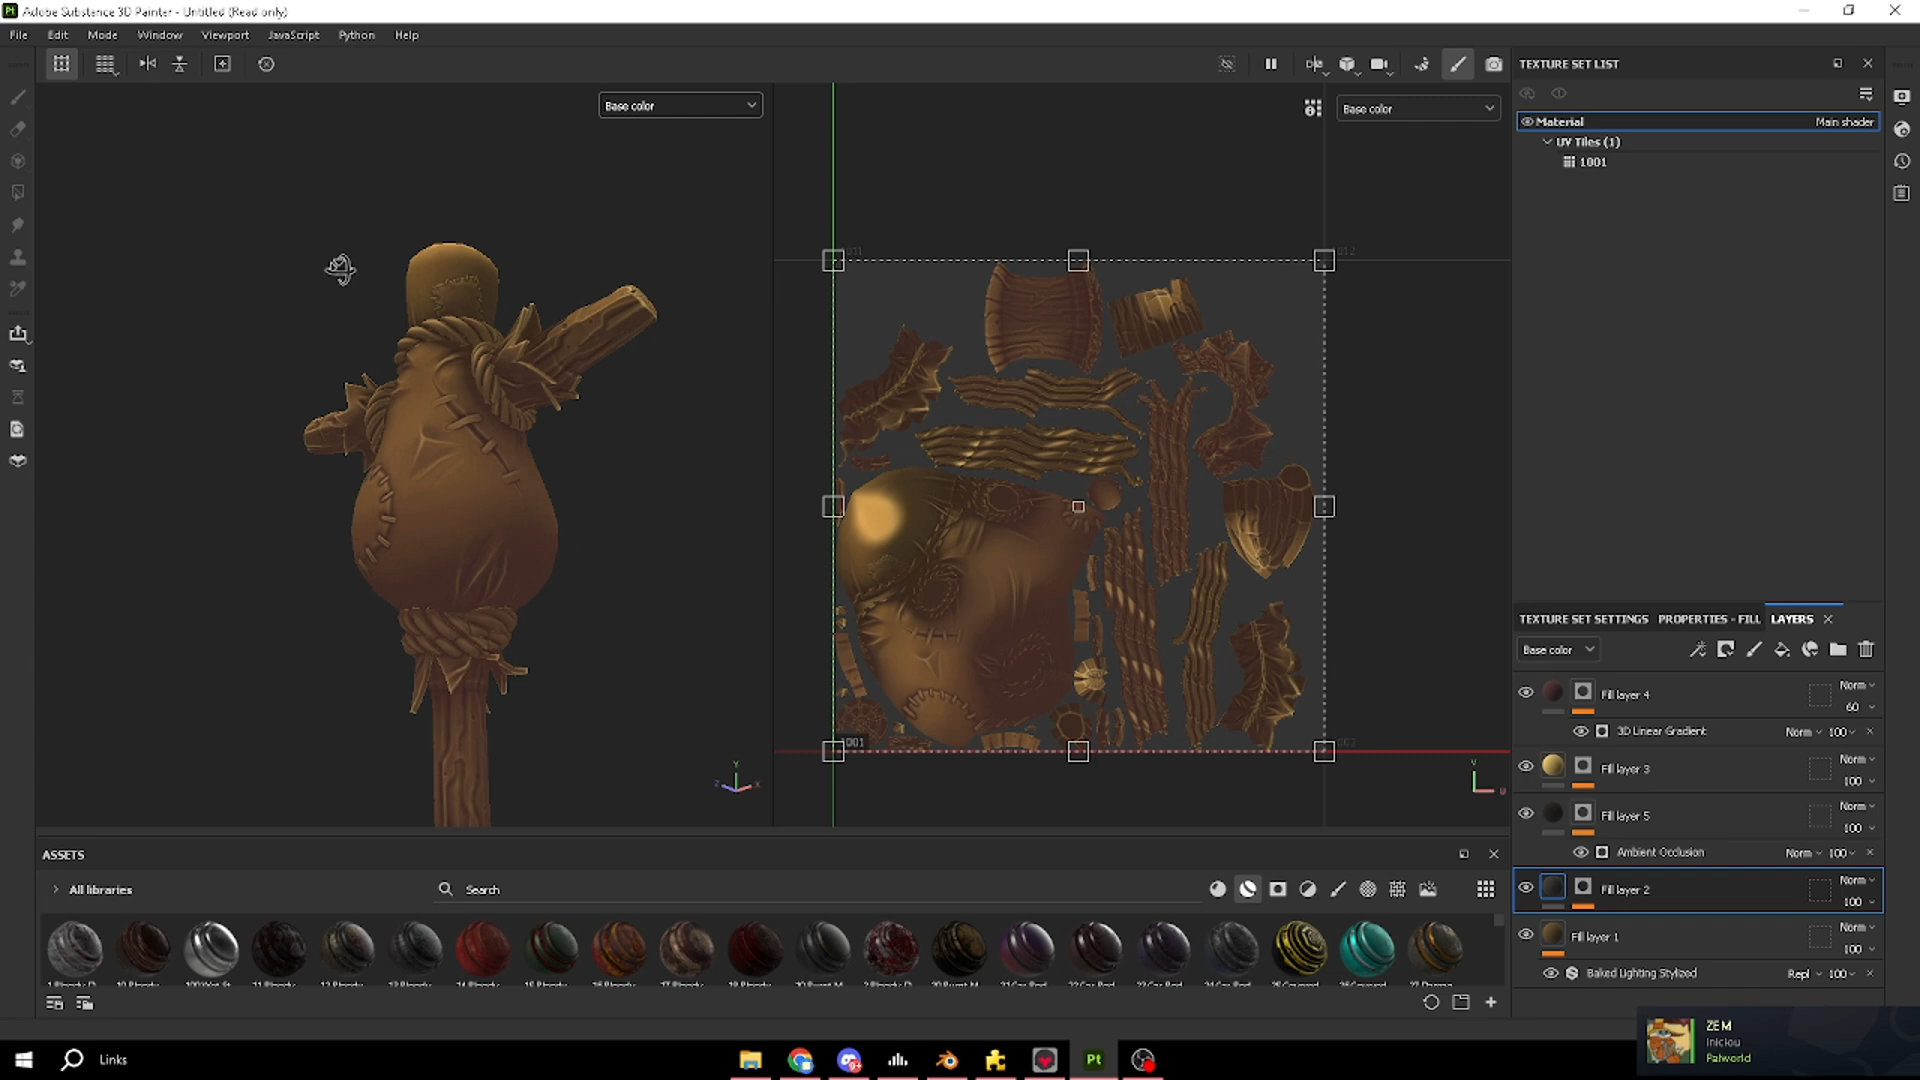 Adobe Substance 3D Painter - Untitled (Read only)
File Edit Mode Window Viewport JavaScript Python Help
Base color
Base color
TEXTURE SET LIST
Material Main shader
UV Tiles (1)
1001
1001
TEXTURE SET SETTINGS PROPERTIES - FILL LAYERS
Base color
Fill layer 4 Norm
60
3D Linear Gradient Norm 100
Fill layer 3 Norm
100
Fill layer 5 Norm
100
Ambient Occlusion Norm 100
Fill layer 2 Norm
100
Fill layer 1 Norm
100
Baked Lighting Stylized Repl 100
ASSETS
All libraries Search
ZEM
Iniciou
Palworld
Links
Pt